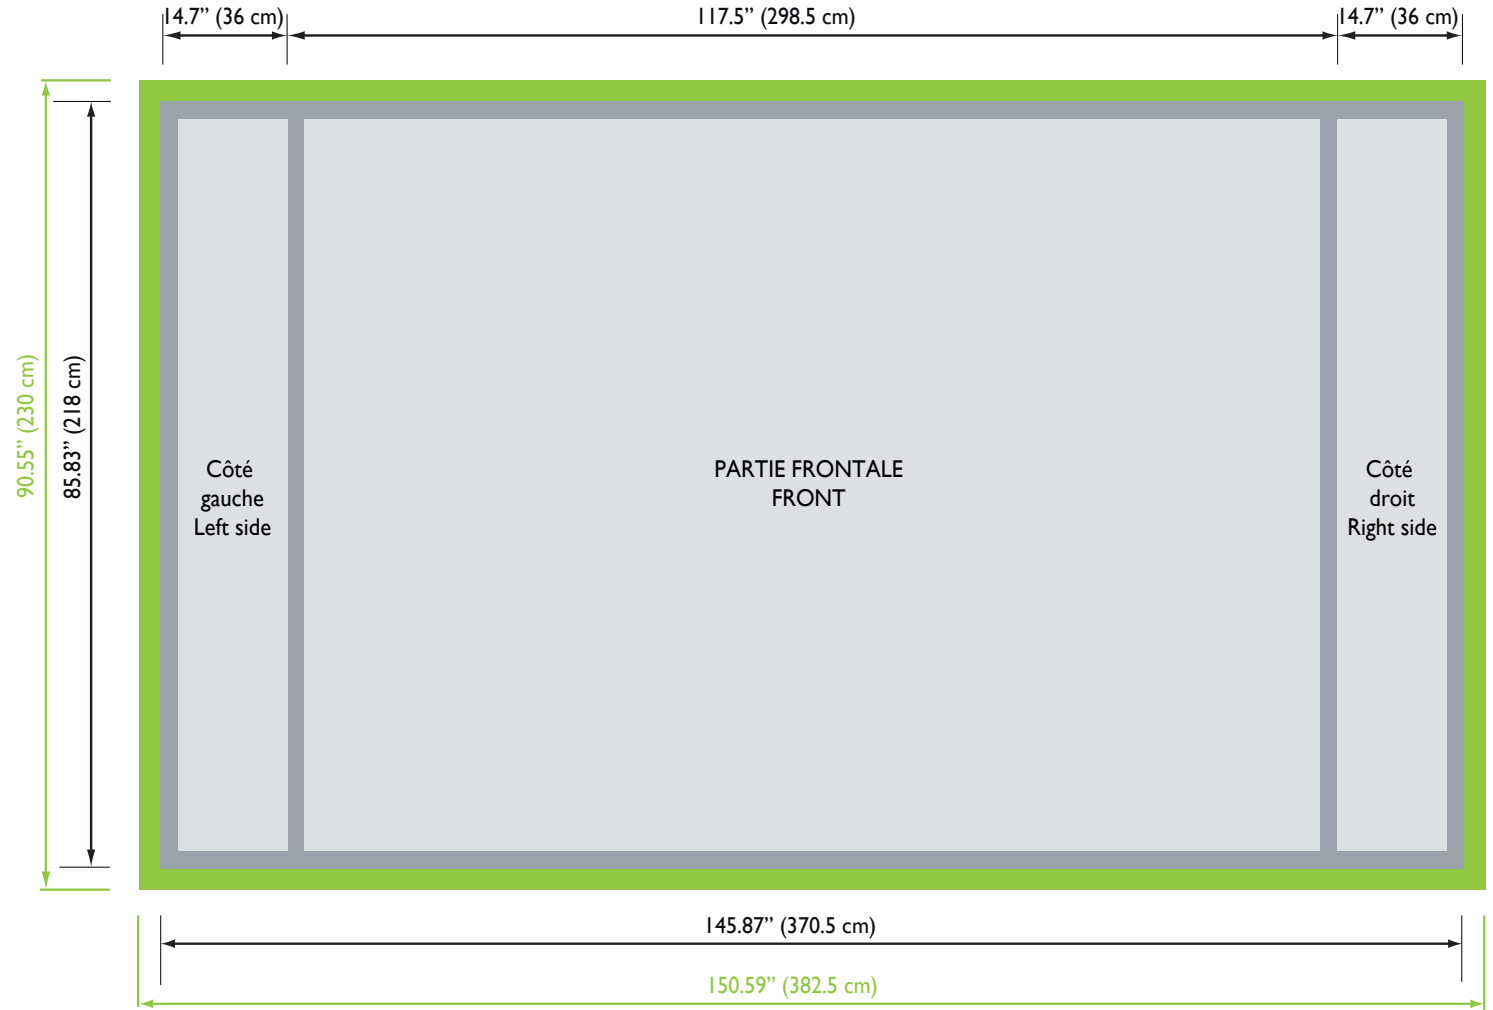 14.7” (36 cm)
117.5” (298.5 cm)
14.7” (36 cm)
90.55” (230 cm)
85.83” (218 cm)
Côté
gauche
Left side
PARTIE FRONTALE
FRONT
Côté
droit
Right side
145.87” (370.5 cm)
150.59” (382.5 cm)